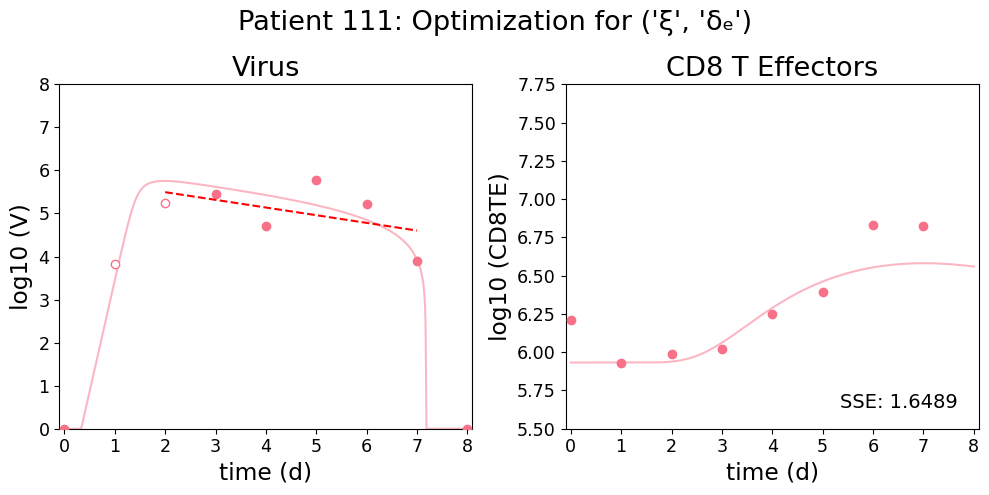 Patient 111: Optimization for ('ξ', 'δₑ')
Virus
log10 (V)
8
7
6
5
4
3
2
1
0
0 1 2 3 4 5 6 7 8
time (d)
CD8 T Effectors
log10 (CD8TE)
7.75
7.50
7.25
7.00
6.75
6.50
6.25
6.00
5.75
5.50
SSE: 1.6489
0 1 2 3 4 5 6 7 8
time (d)